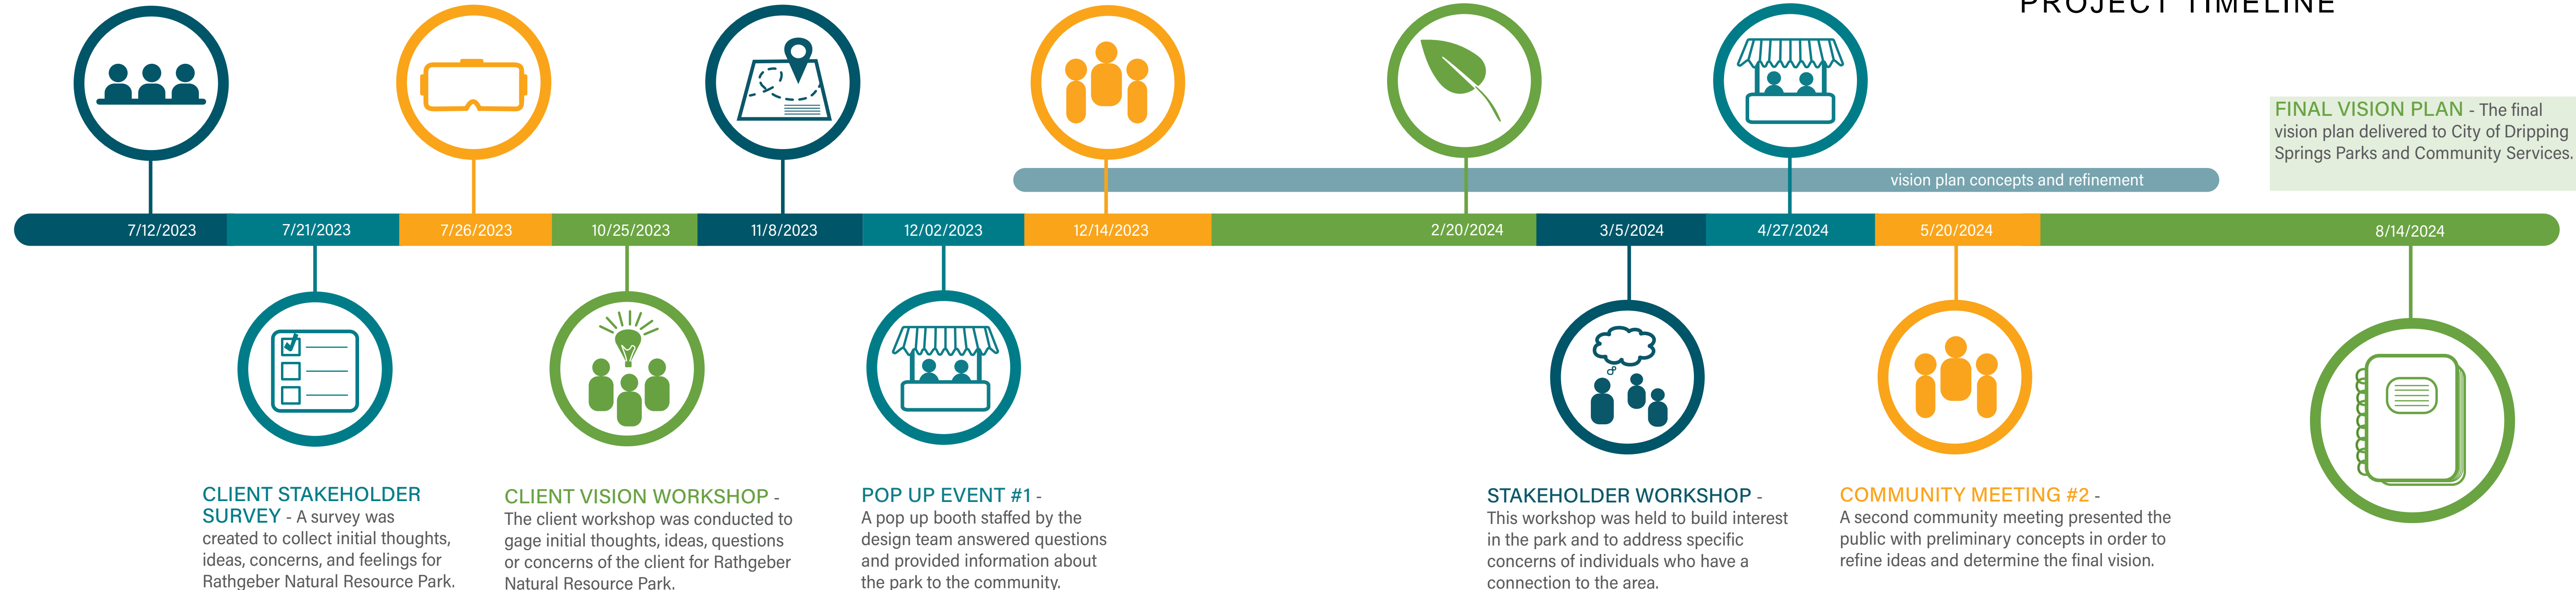 PROJECT TIMELINE
FINAL VISION PLAN - The final
vision plan delivered to City of Dripping
Springs Parks and Community Services.
vision plan concepts and refinement
7/12/2023
7/21/2023
7/26/2023
10/25/2023
11/8/2023
12/02/2023
12/14/2023
2/20/2024
3/5/2024
4/27/2024
5/20/2024
8/14/2024
CLIENT STAKEHOLDER
SURVEY - A survey was
created to collect initial thoughts,
ideas, concerns, and feelings for
Rathgeber Natural Resource Park.
CLIENT VISION WORKSHOP -
The client workshop was conducted to
gage initial thoughts, ideas, questions
or concerns of the client for Rathgeber
Natural Resource Park.
POP UP EVENT #1 -
A pop up booth staffed by the
design team answered questions
and provided information about
the park to the community.
STAKEHOLDER WORKSHOP -
This workshop was held to build interest
in the park and to address specific
concerns of individuals who have a
connection to the area.
COMMUNITY MEETING #2 -
A second community meeting presented the
public with preliminary concepts in order to
refine ideas and determine the final vision.